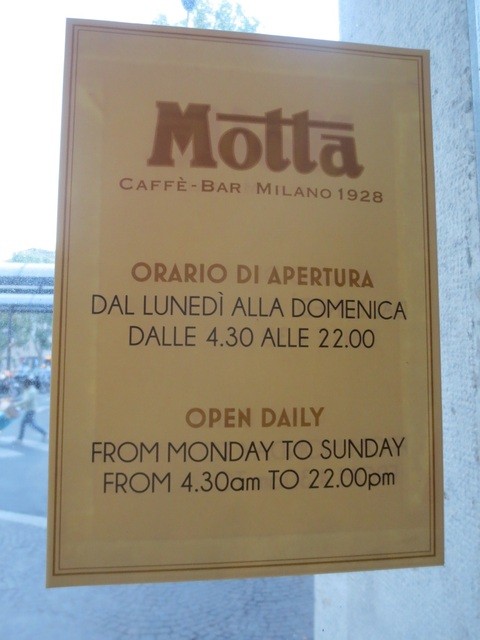 Motta
CAFFÈ-BAR MILANO 1928
ORARIO DI APERTURA
DAL LUNEDÌ ALLA DOMENICA
DALLE 4.30 ALLE 22.00
OPEN DAILY
FROM MONDAY TO SUNDAY
FROM 4.30am TO 22.00pm